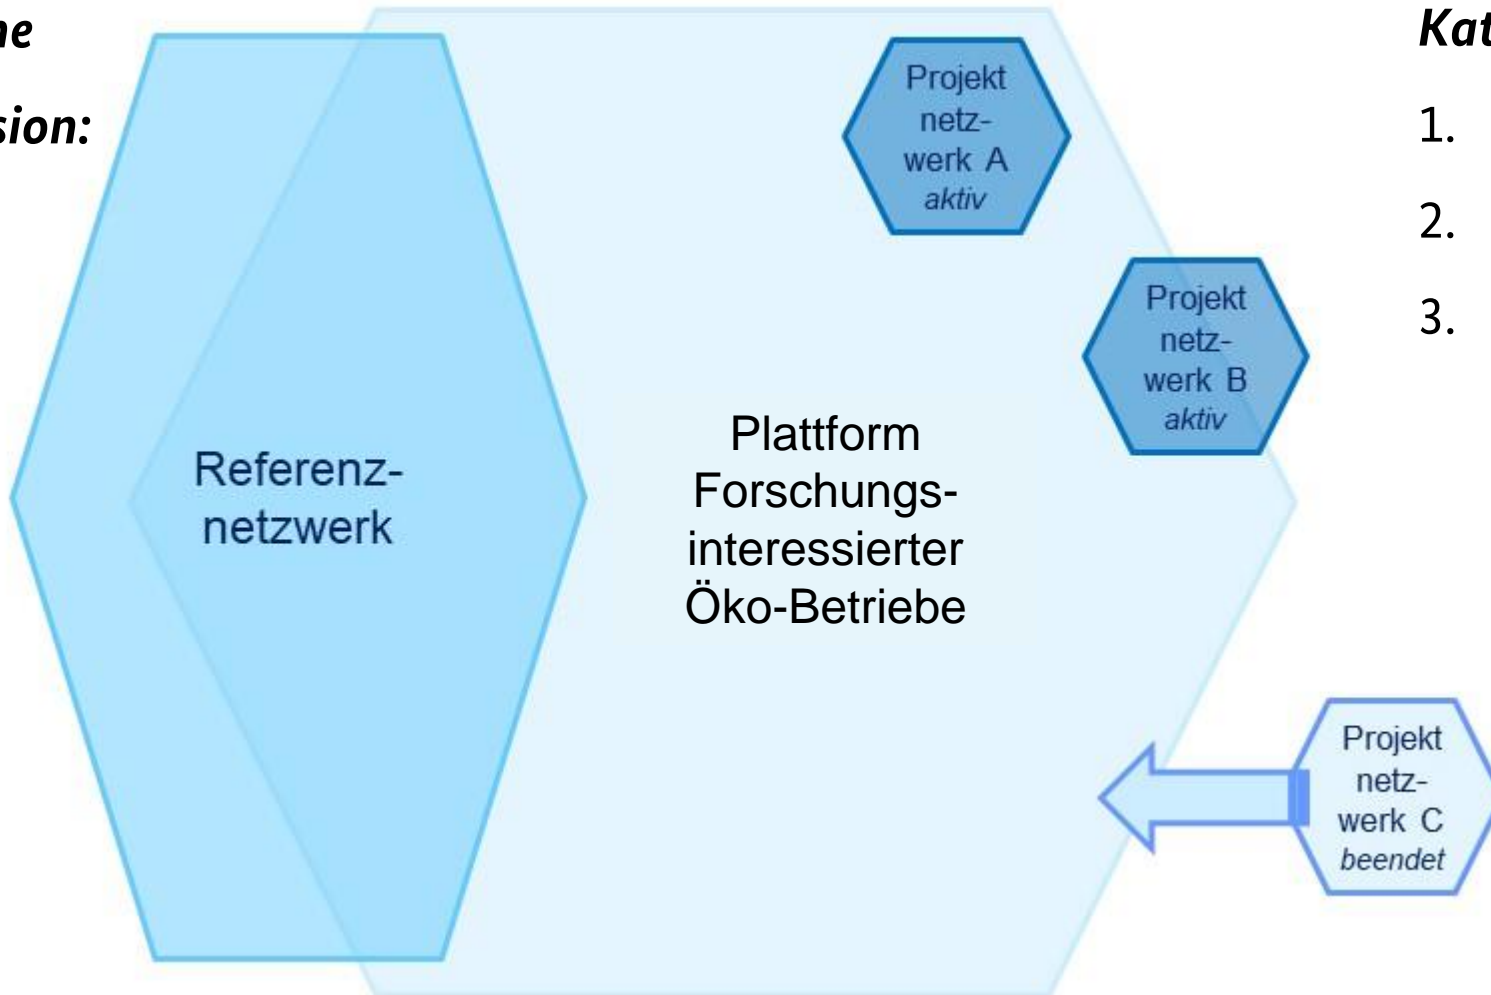 ne
sion:
Projekt
netz-
werk A
aktiv
Projekt
netz-
werk B
aktiv
Referenz-
netzwerk
Plattform
Forschungs-
interessierter
Öko-Betriebe
Projekt
netz-
werk C
beendet
Kat
1.
2.
3.